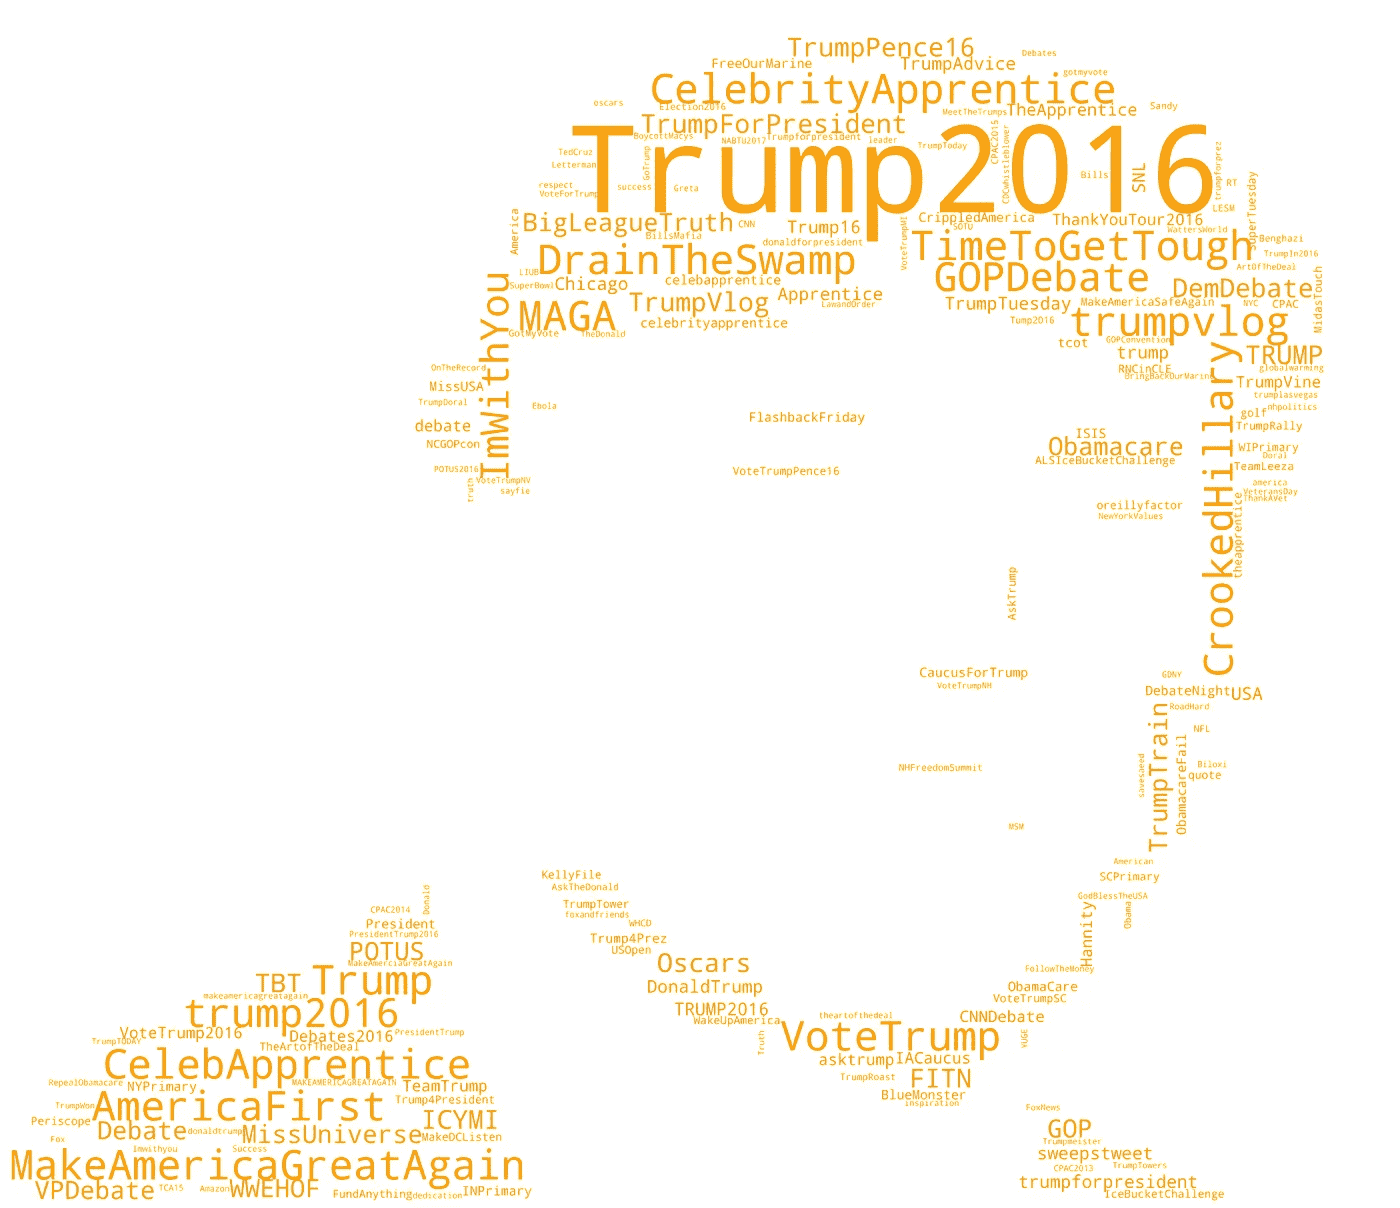 TrumpPence16
Debates
FreeOurMarine
TrumpAdvice
gotmyvote
CelebrityApprentice
oscars
Election2016
MeetTheTrumps
TheApprentice
Sandy
TrumpForPresident
BoycottMacys
NABTU2017
Trumpforpresident
leader
CPAC2015
CDCwhistleblower
Trump2016
TedCruz
GoTrump
TrumpToday
Letterman
Bills
SNL
trumpforprez
respect
success
Greta
RT
VoteForTrump
LESM
SuperTuesday
America
BigLeagueTruth
CNN
Trump16
VoteTrumpMI
CrippledAmerica
SOTU
ThankYouTour2016
WattersWorld
BillsMafia
donaldforpresident
Benghazi
DrainTheSwamp
TimeToGetTough
TrumpIn2016
LIUB
ArtOfTheDeal
SuperBowl
Chicago
celebapprentice
GOPDebate
DemDebate
MidasTouch
MAGA
TrumpVlog
Apprentice
LawandOrder
TrumpTuesday
MakeAmericaSafeAgain
NYC
CPAC
ImWithYou
celebrityapprentice
Tump2016
trumpvlog
GotMyVote
TheDonald
tcot
GOPConvention
trump
TRUMP
OnTheRecord
RNCinCLE
globalwarming
BringBackOurMarine
MissUSA
TrumpVine
CrookedHillary
trumplasvegas
TrumpDoral
Ebola
nhpolitics
FlashbackFriday
golf
debate
TrumpRally
ISIS
NCGOPcon
Obamacare
WIPrimary
Doral
ALSIceBucketChallenge
POTUS2016
VoteTrumpPence16
TeamLeeza
truth
VoteTrumpNV
america
sayfie
VeteransDay
ThankAVet
oreillyfactor
NewYorkValues
theapprentice
AskTrump
CaucusForTrump
GDNY
VoteTrumpNH
DebateNight
USA
RoadHard
TrumpTrain
NFL
ObamacareFail
savesaeed
NHFreedomSummit
Biloxi
quote
MSM
American
KellyFile
SCPrimary
AskTheDonald
GodBlessTheUSA
Donald
TrumpTower
Obama
CPAC2014
foxandfriends
Hannity
President
WHCD
PresidentTrump2016
Trump4Prez
POTUS
USOpen
MakeAmerciaGreatAgain
Oscars
FollowTheMoney
TBT
Trump
DonaldTrump
ObamaCare
makeamericagreatagain
VoteTrumpSC
trump2016
TRUMP2016
theartofthedeal
CNNDebate
WakeUpAmerica
VoteTrump
VoteTrump2016
Debates2016
PresidentTrump
Truth
YUGE
TrumpTODAY
TheArtofTheDeal
CelebApprentice
asktrump
IACaucus
RepealObamacare
NYPrimary
MAKEAMERICAGREATAGAIN
TeamTrump
TrumpRoast
FITN
TrumpWon
AmericaFirst
Trump4President
BlueMonster
inspiration
FoxNews
Periscope
ICYMI
Debate
donaldtrump
MissUniverse
MakeDCListen
GOP
Fox
Trumpmeister
Imwithyou
Success
sweepstweet
MakeAmericaGreatAgain
CPAC2013
TrumpTowers
VPDebate
TCA15
Amazon
WWEHOF
FundAnything
dedication
INPrimary
trumpforpresident
IceBucketChallenge